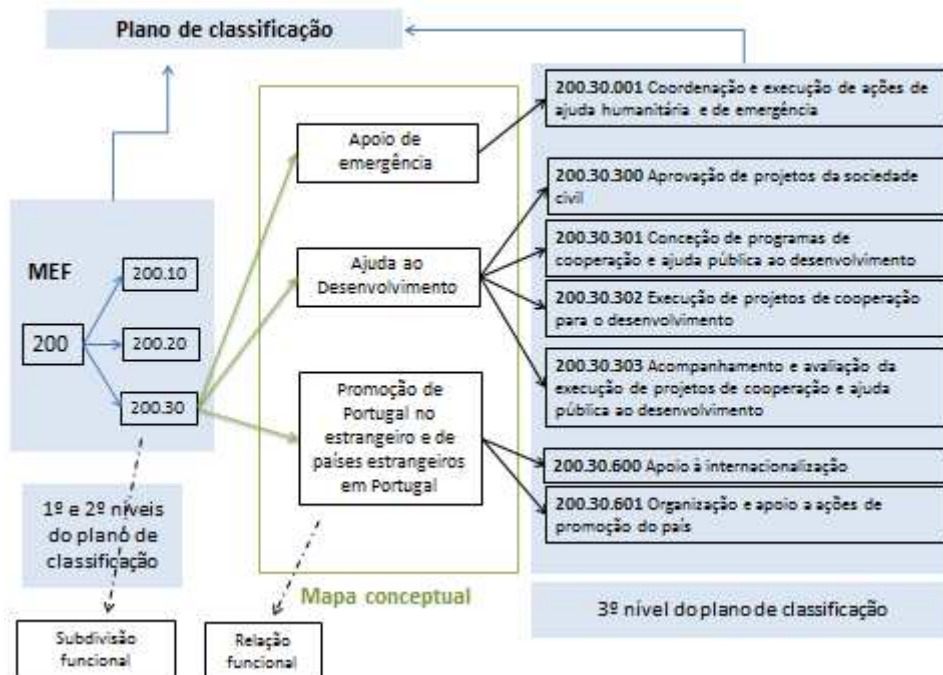 Plano de classificação
MEF
200
200.10
200.20
200.30
1º e 2º níveis
do plano de
classificação
Subdivisão
funcional
Apoio de
emergência
Ajuda ao
Desenvolvimento
Promoção de
Portugal no
estrangeiro e de
países estrangeiros
em Portugal
Mapa conceptual
Relação
funcional
200.30.001 Coordenação e execução de ações de
ajuda humanitária e de emergência
200.30.300 Aprovação de projetos da sociedade
civil
200.30.301 Conceção de programas de
cooperação e ajuda pública ao desenvolvimento
200.30.302 Execução de projetos de cooperação
para o desenvolvimento
200.30.303 Acompanhamento e avaliação da
execução de projetos de cooperação e ajuda
pública ao desenvolvimento
200.30.600 Apoio à internacionalização
200.30.601 Organização e apoio a ações de
promoção do país
3º nível do plano de classificação